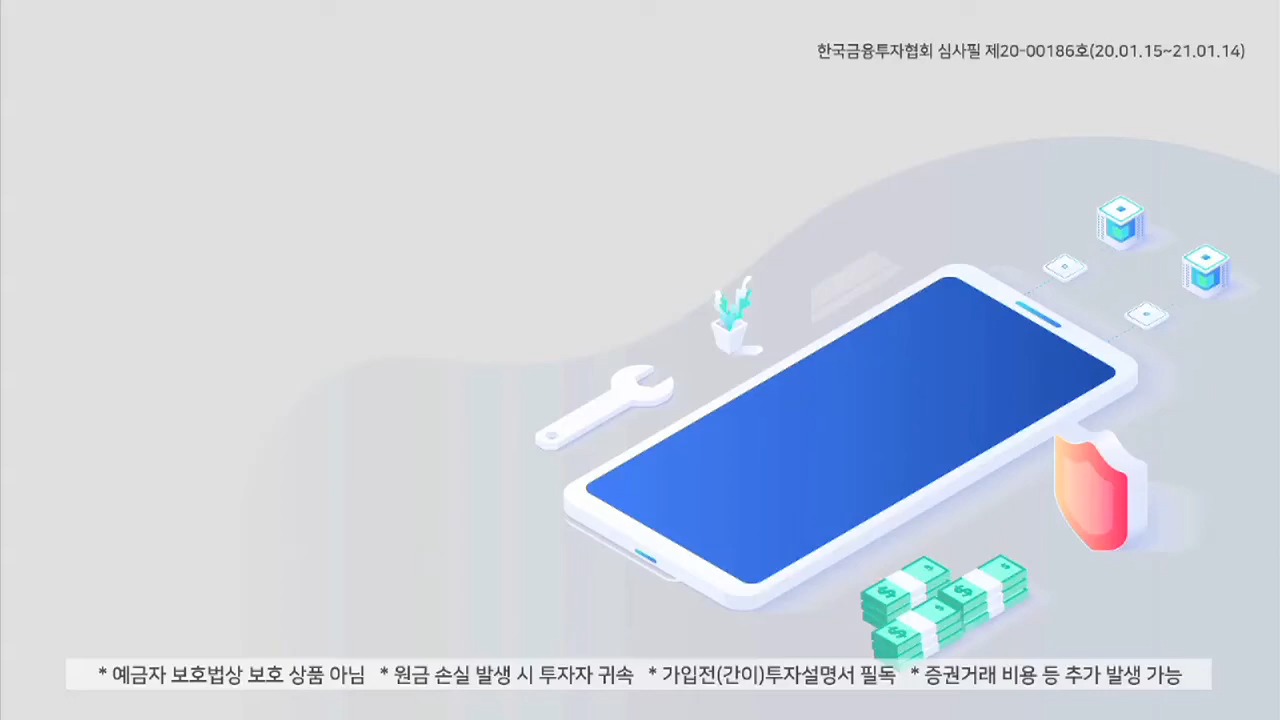 한국금융투자협회 심사필 제20-00186호(20.01.15~21.01.14)
* 예금자 보호법상 보호 상품 아님 * 원금 손실 발생 시 투자자 귀속 * 가입전(간이)투자설명서 필독 * 증권거래 비용 등 추가 발생 가능